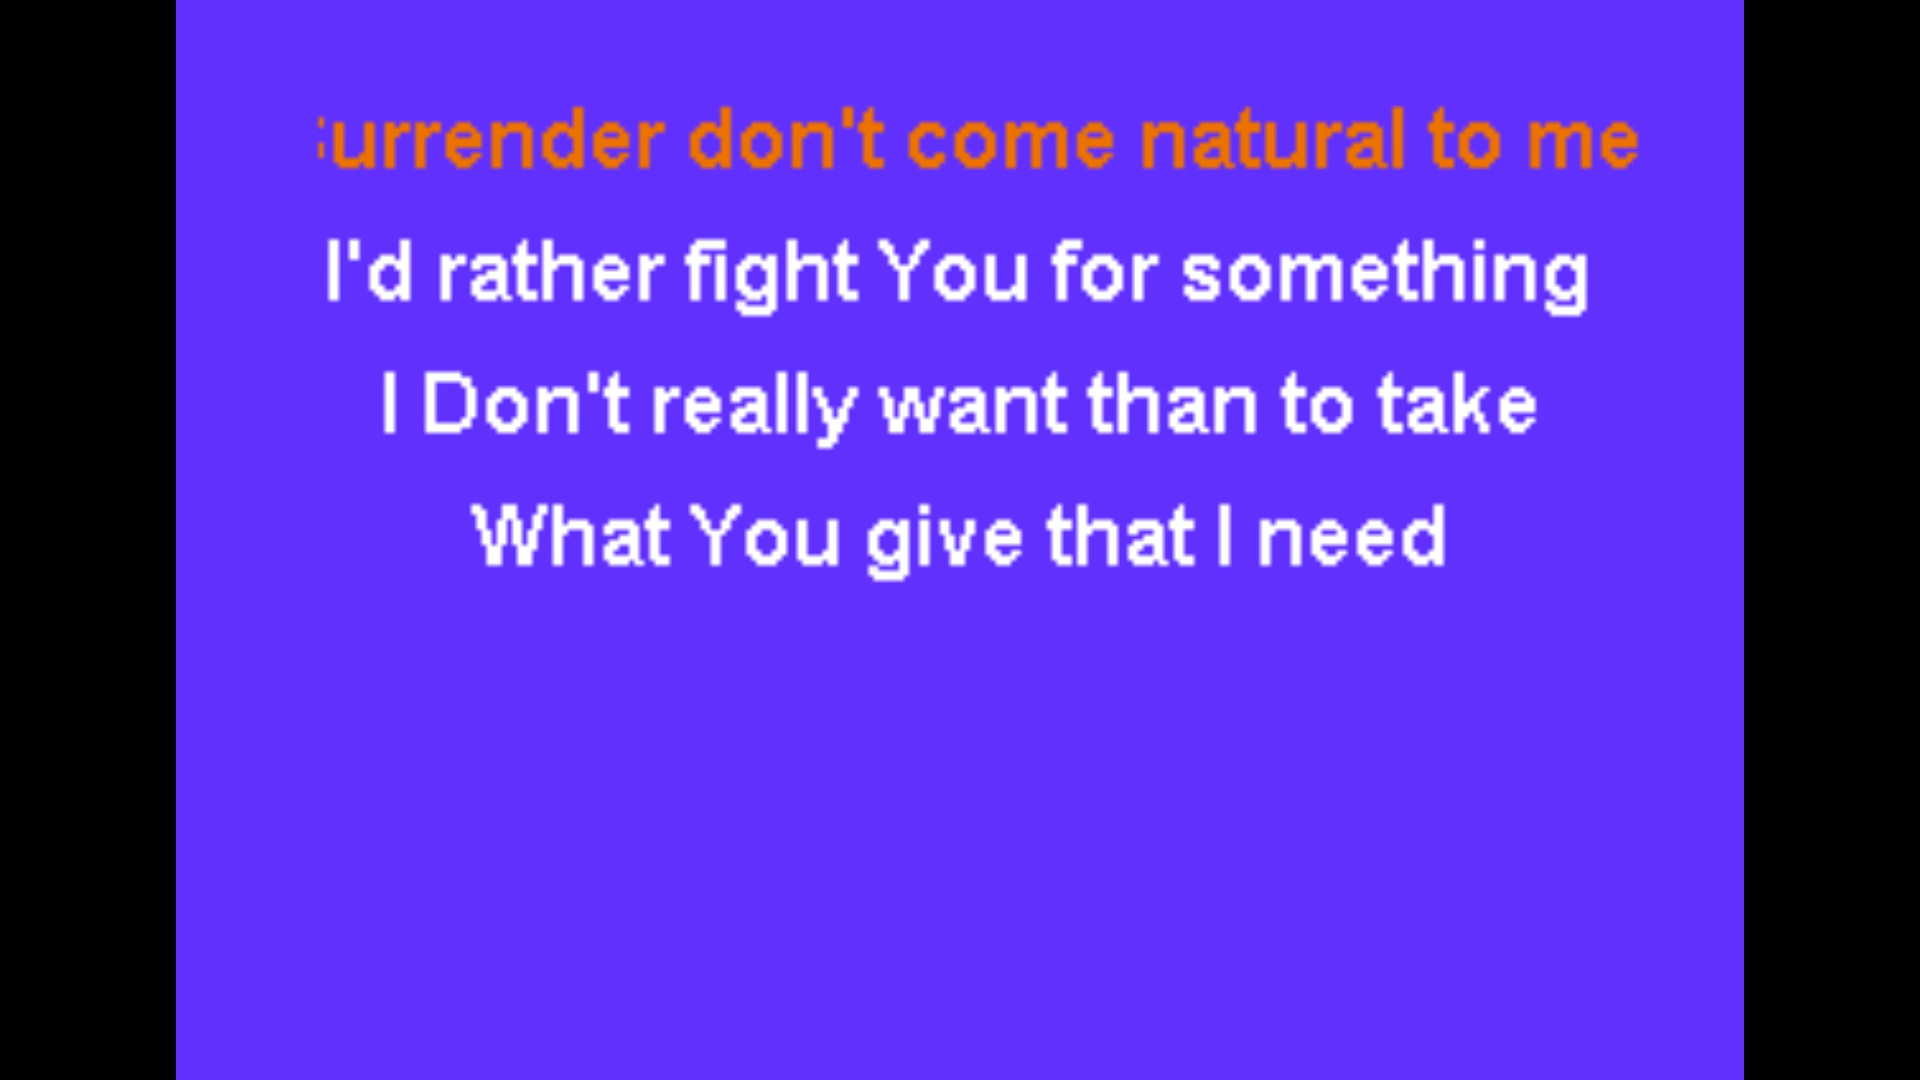 urrender don't come natural to me
I'd rather fight You for something
I Don't really want than to take
What You give that I need